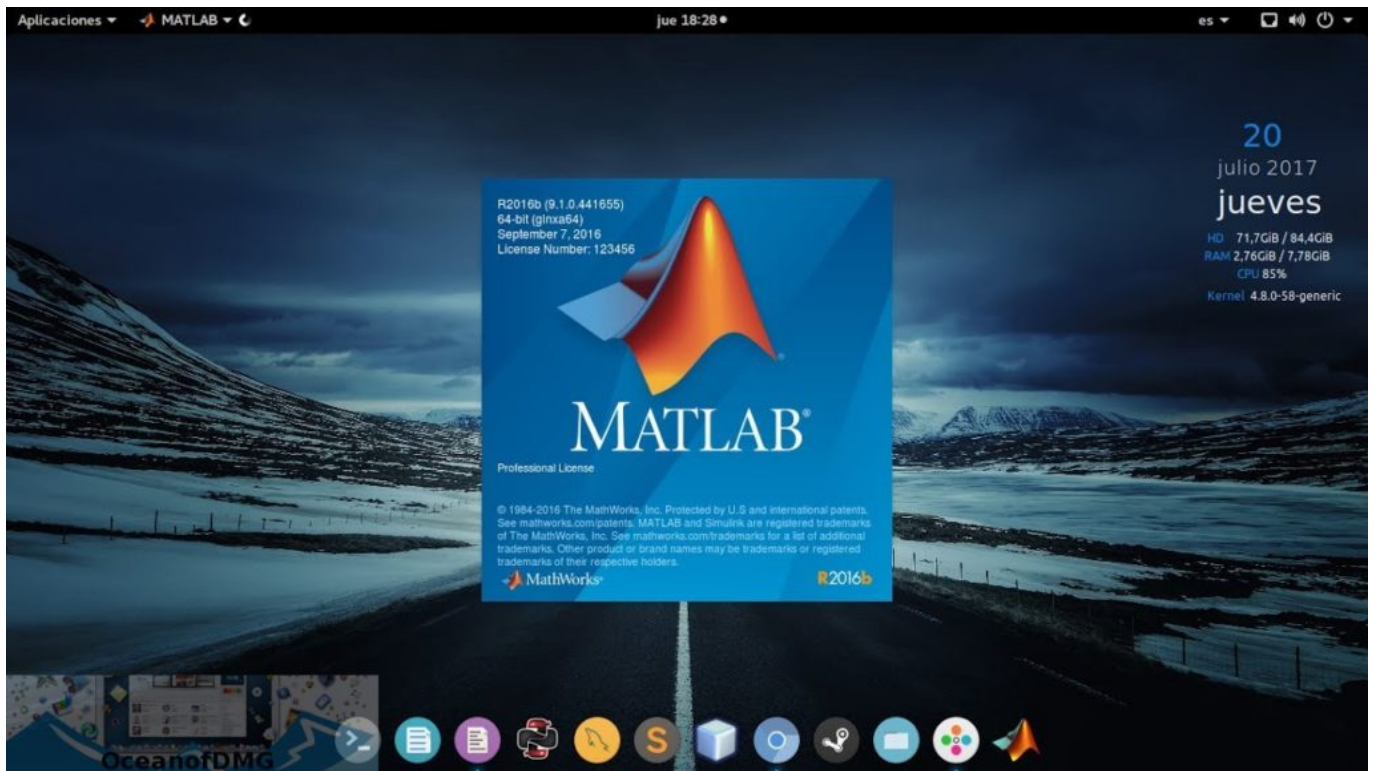 Aplicaciones MATLAB jue 18:28 es
20
julio 2017
jueves
HD 71,7GiB / 84,4GiB
RAM 2,76GiB / 7,78GiB
CPU 85%
Kernel 4.8.0-58-generic
R2016b (9.1.0.441655)
64-bit (glnxa64)
September 7, 2016
License Number: 123456
MATLAB®
Professional License
© 1984-2016 The MathWorks, Inc. Protected by U.S and international patents.
See mathworks.com/patents. MATLAB and Simulink are registered trademarks
of The MathWorks, Inc. See mathworks.com/trademarks for a list of additional
trademarks. Other product or brand names may be trademarks or registered
trademarks of their respective holders.
MathWorks® R2016b
OceanofDMG
S